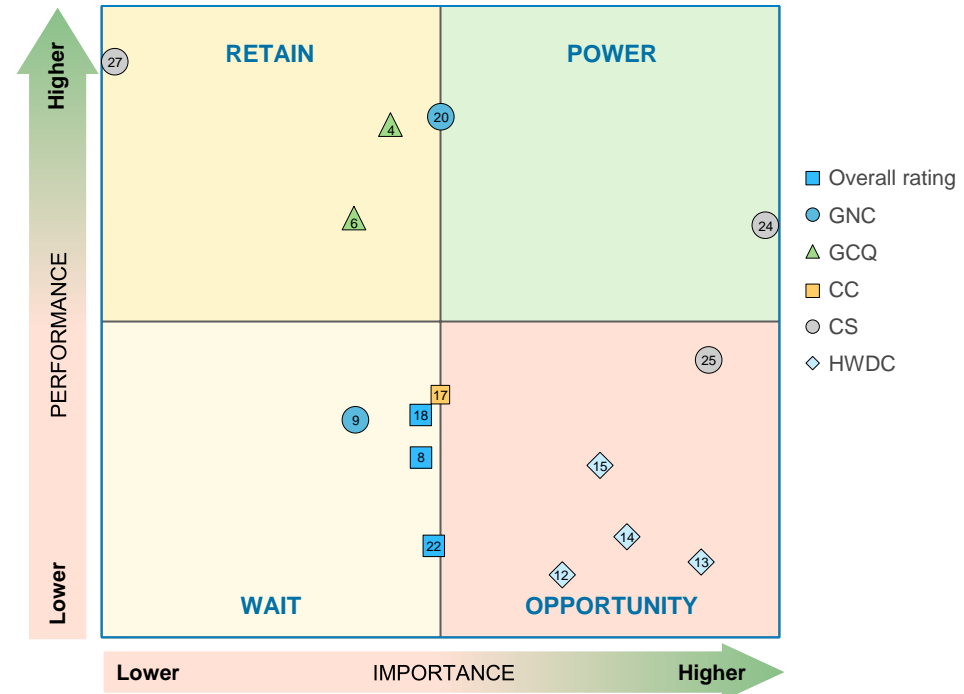 RETAIN
POWER
Higher
27
4
20
6
24
Overall rating
GNC
GCQ
CC
CS
HWDC
PERFORMANCE
25
17
18
9
8
15
14
22
13
12
Lower
WAIT
OPPORTUNITY
Lower
IMPORTANCE
Higher